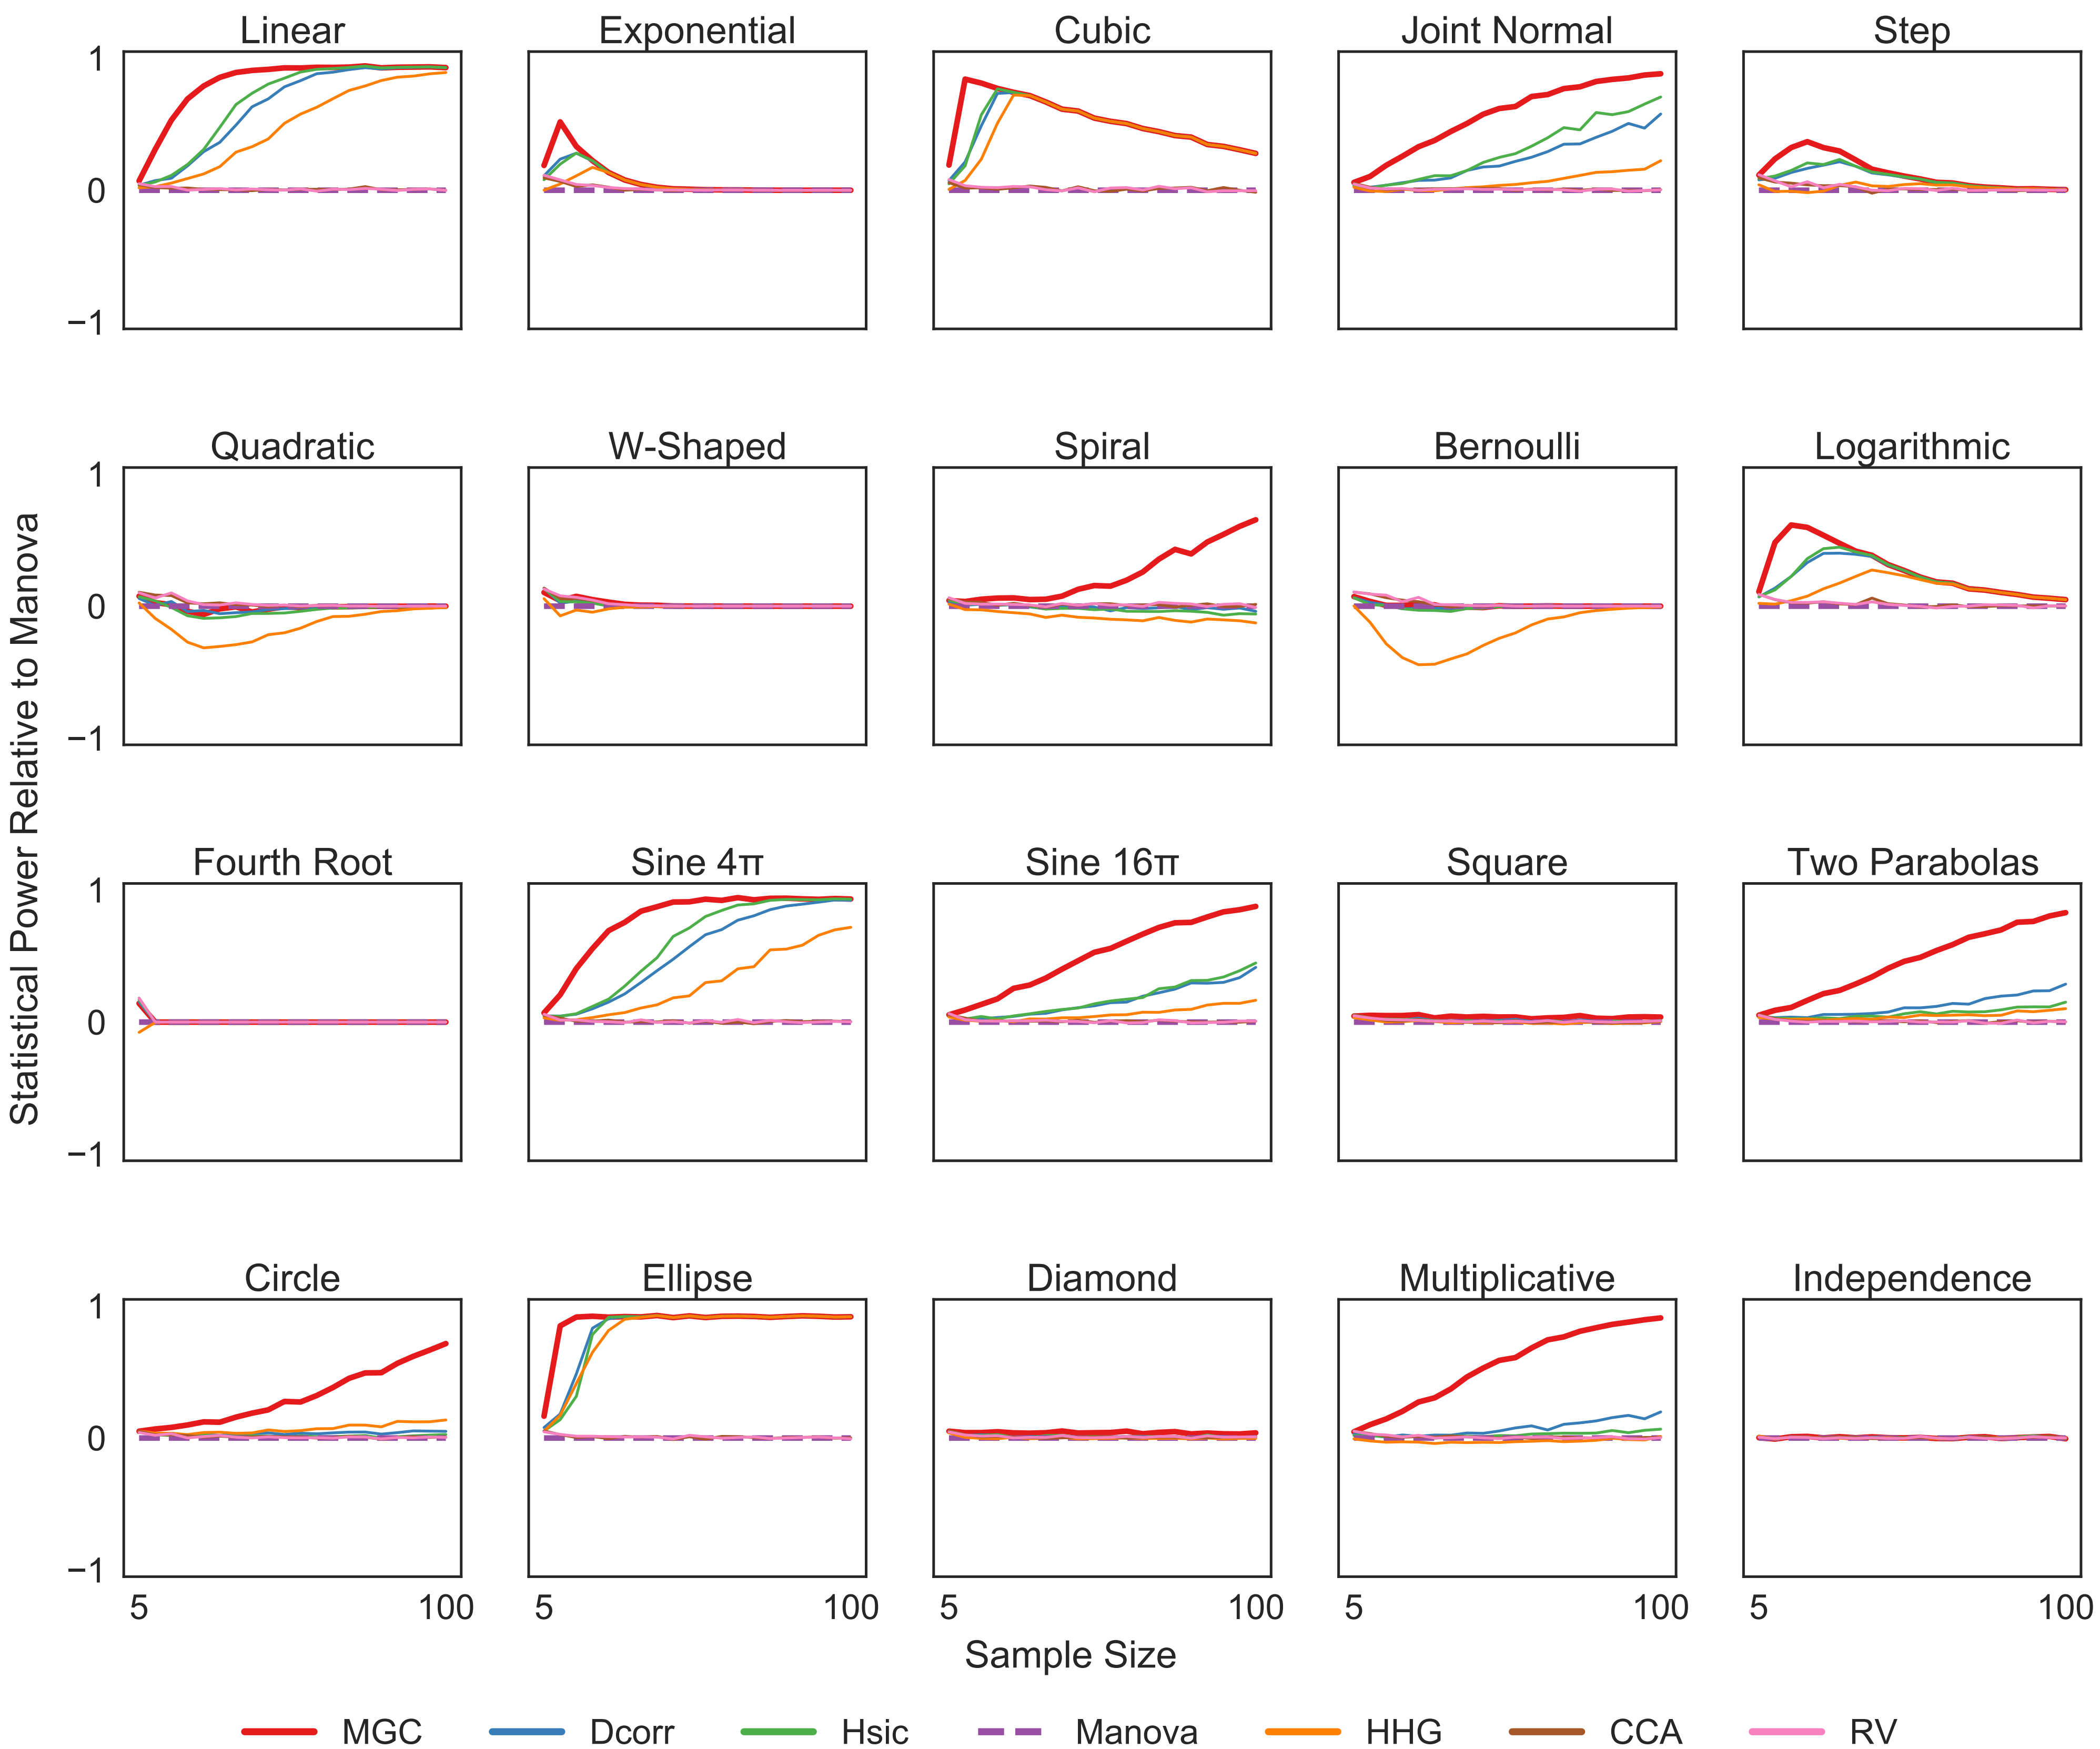 Linear Exponential Cubic Joint Normal Step
1
0
−1
Quadratic W-Shaped Spiral Bernoulli Logarithmic
1
0
−1
Statistical Power Relative to Manova
Fourth Root Sine 4π Sine 16π Square Two Parabolas
1
0
−1
Circle Ellipse Diamond Multiplicative Independence
1
0
−1
5 100 5 100 5 100 5 100 5 100
Sample Size
MGC Dcorr Hsic Manova HHG CCA RV